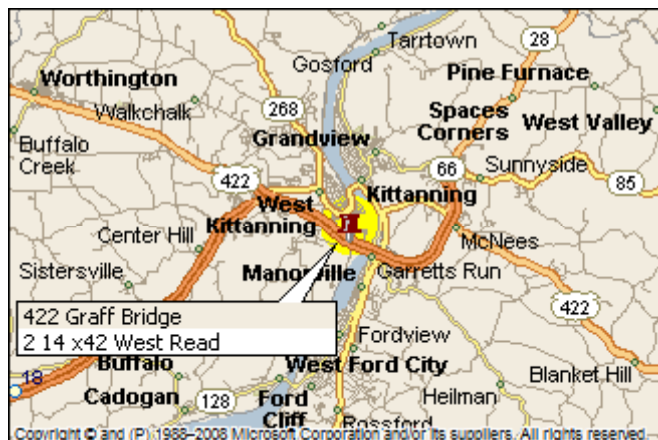 Tarrtown
28
Gosford
Worthington
Pine Furnace
Walkchalk
268
Spaces
Corners
West Valley
Grandview
Buffalo
Creek
66
Sunnyside
422
Kittanning
85
West
Kittanning
Center Hill
McNees
Sistersville
Manorville
Garretts Run
422
422 Graff Bridge
2 14 x42 West Read
Fordview
Buffalo
West Ford City
Blanket Hill
18
Cadogan
128
Ford
Cliff
Heilman
Rossford
Copyright © and (P) 1988–2006 Microsoft Corporation and/or its suppliers. All rights reserved.